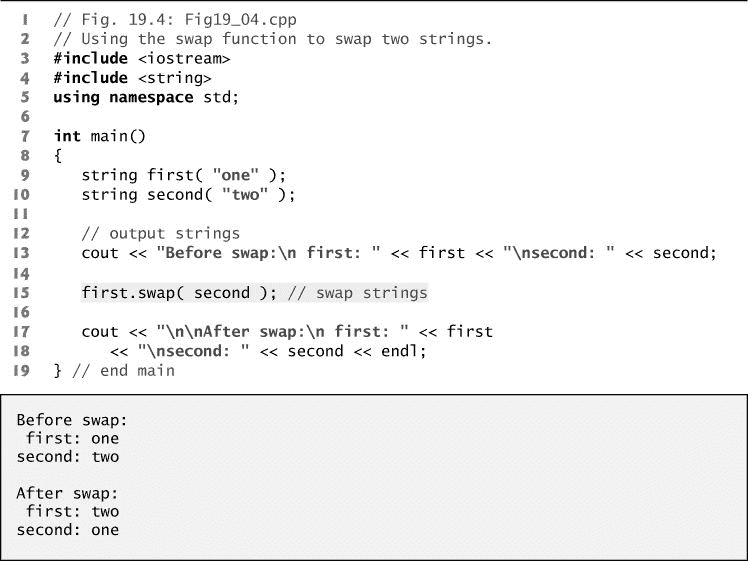 1 // Fig. 19.4: Fig19_04.cpp
2 // Using the swap function to swap two strings.
3 #include <iostream>
4 #include <string>
5 using namespace std;
6
7 int main()
8 {
9 string first( "one" );
10 string second( "two" );
11
12 // output strings
13 cout << "Before swap:\n first: " << first << "\nsecond: " << second;
14
15 first.swap( second ); // swap strings
16
17 cout << "\n\nAfter swap:\n first: " << first
18 << "\nsecond: " << second << endl;
19 } // end main
Before swap:
first: one
second: two
After swap:
first: two
second: one